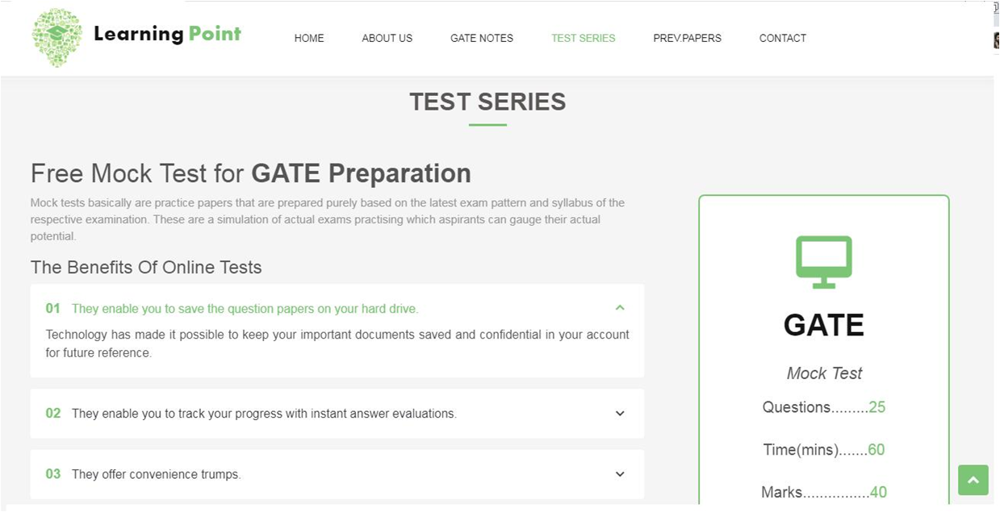 Learning Point
HOME ABOUT US GATE NOTES TEST SERIES PREV.PAPERS CONTACT
TEST SERIES
Free Mock Test for GATE Preparation
Mock tests basically are practice papers that are prepared purely based on the latest exam pattern and syllabus of the
respective examination. These are a simulation of actual exams practising which aspirants can gauge their actual
potential.
The Benefits Of Online Tests
01 They enable you to save the question papers on your hard drive.
Technology has made it possible to keep your important documents saved and confidential in your account
for future reference.
02 They enable you to track your progress with instant answer evaluations.
03 They offer convenience trumps.
GATE
Mock Test
Questions.........25
Time(mins).......60
Marks................40